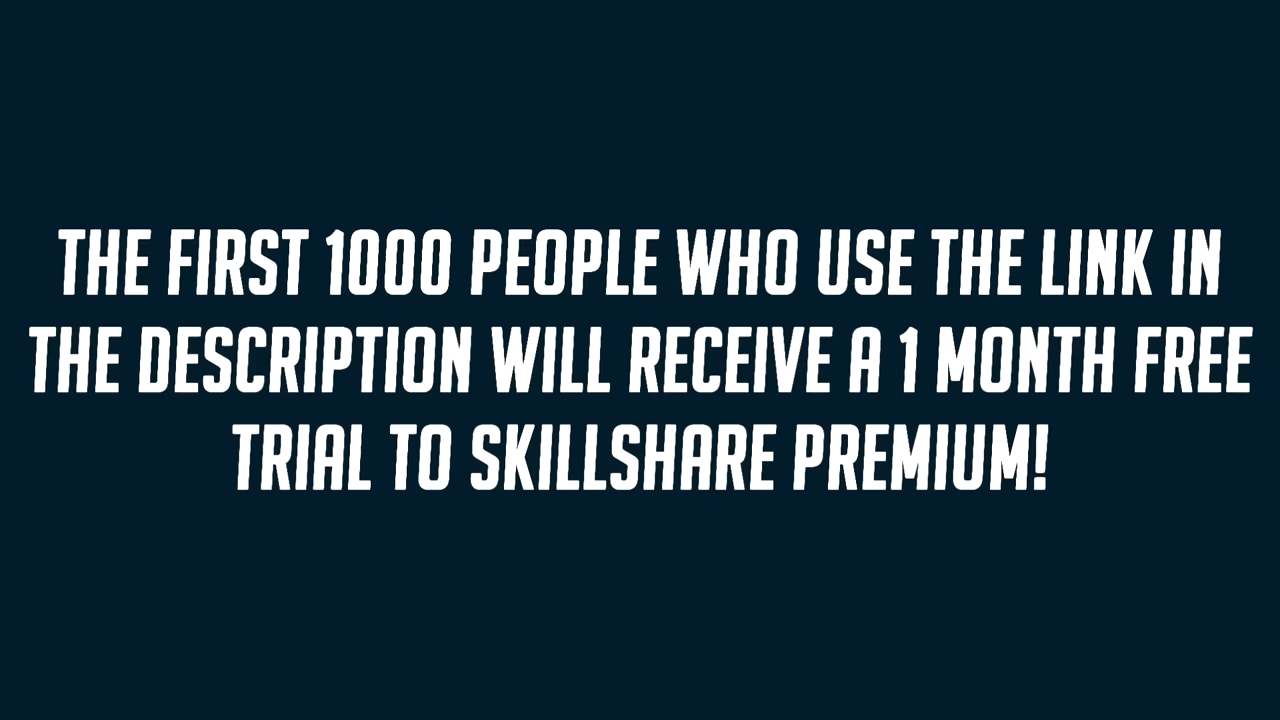 THE FIRST 1000 PEOPLE WHO USE THE LINK IN
THE DESCRIPTION WILL RECEIVE A 1 MONTH FREE
TRIAL TO SKILLSHARE PREMIUM!